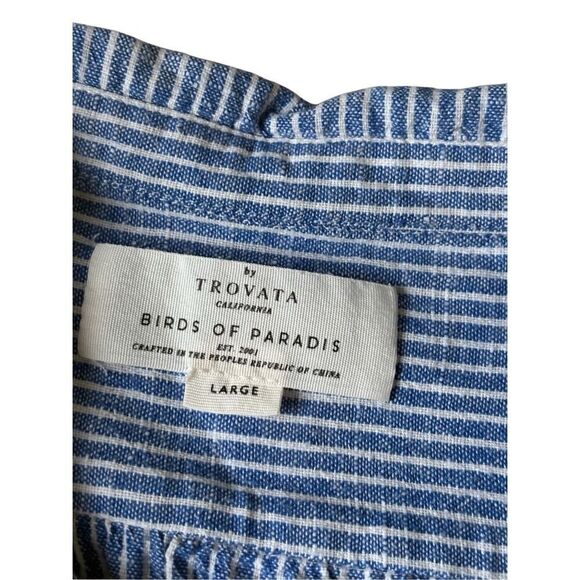 by
TROVATA
CALIFORNIA
BIRDS OF PARADIS
EST. 2001
CRAFTED IN THE PEOPLES REPUBLIC OF CHINA
LARGE